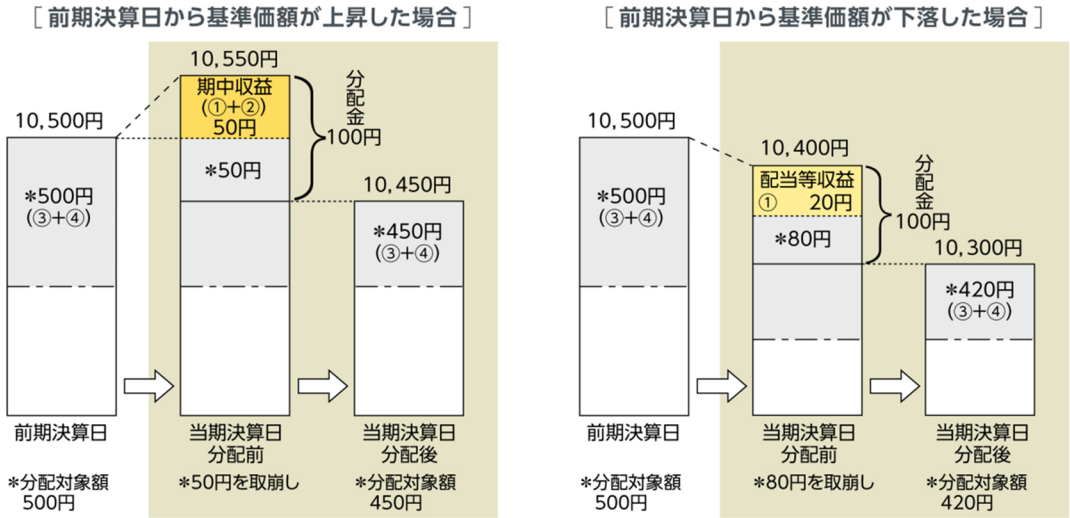 [前期決算日から基準価額が上昇した場合]
10,550円
期中収益
(①+②)
50円
分配金
100円
10,500円
*500円
(③+④)
*50円
10,450円
*450円
(③+④)
前期決算日
当期決算日
分配前
当期決算日
分配後
*分配対象額
500円
*50円を取崩し
*分配対象額
450円
[前期決算日から基準価額が下落した場合]
10,500円
*500円
(③+④)
10,400円
配当等収益
① 20円
*80円
分配金
100円
10,300円
*420円
(③+④)
前期決算日
当期決算日
分配前
当期決算日
分配後
*分配対象額
500円
*80円を取崩し
*分配対象額
420円